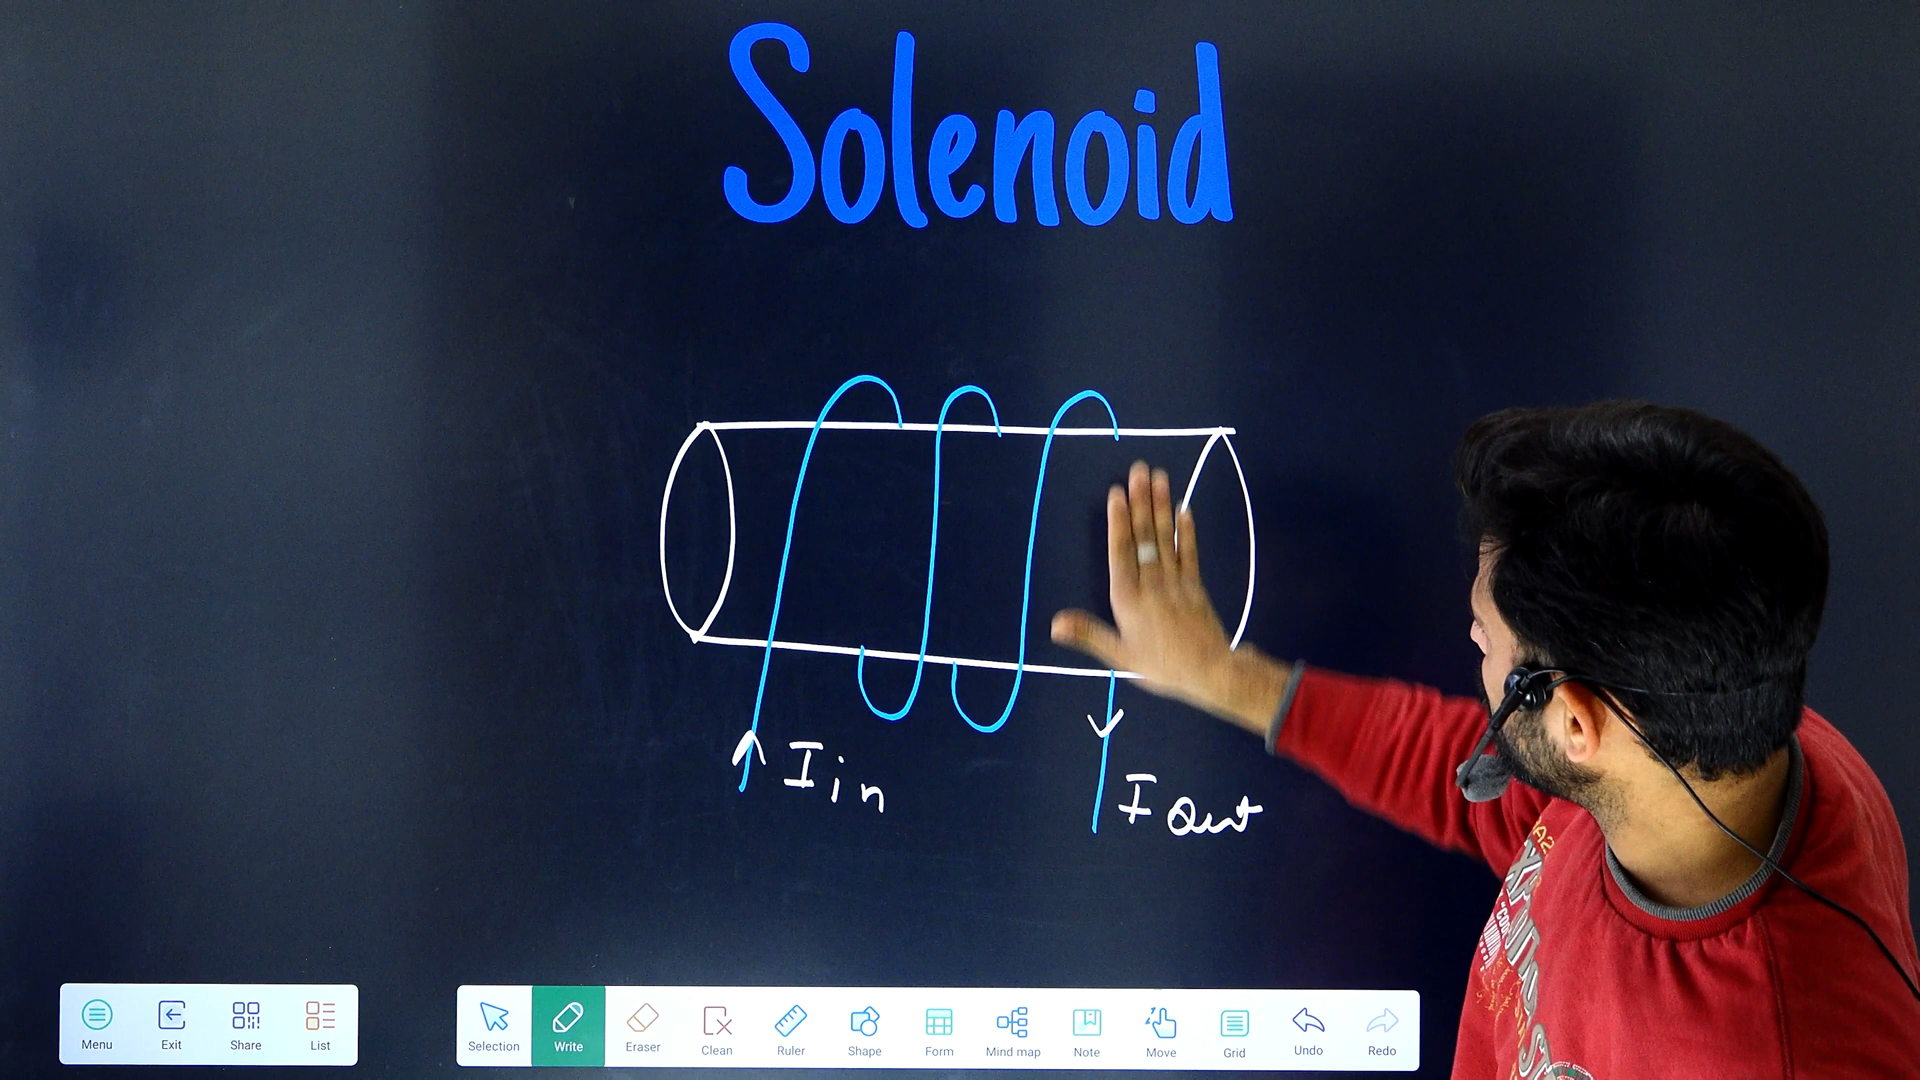 Solenoid
I in
I out
Menu
Exit
Share
List
Selection
Write
Eraser
Clean
Ruler
Shape
Form
Mind map
Note
Move
Grid
Undo
Redo